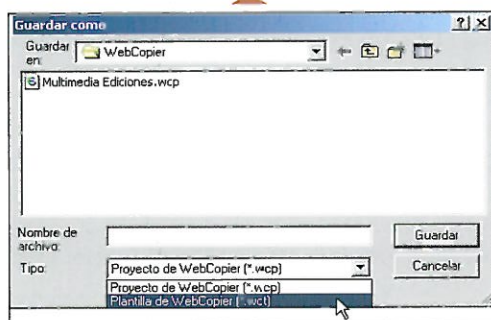 Guardar como
Guardar en:
WebCopier
Multimedia Ediciones.wcp
Nombre de archivo:
Guardar
Tipo:
Proyecto de WebCopier (*.wcp)
Cancelar
Proyecto de WebCopier (*.wcp)
Plantilla de WebCopier (*.wct)